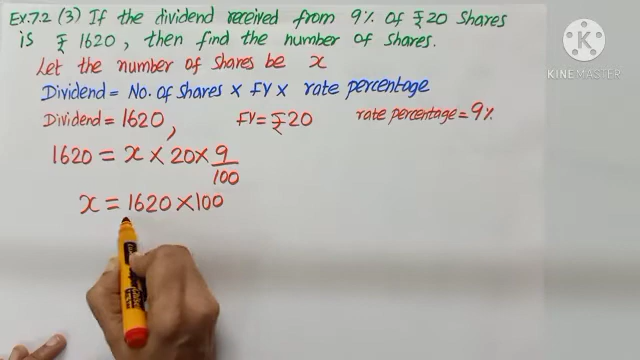 Ex.7.2 (3) If the dividend received from 9% of ₹20 shares
is ₹ 1620, then find the number of shares.
Let the number of shares be x
Dividend = No. of shares × FV × rate percentage
Dividend = 1620, FV = ₹20 rate percentage = 9%
1620 = x × 20 × 9/100
x = 1620 × 100
KINEMASTER